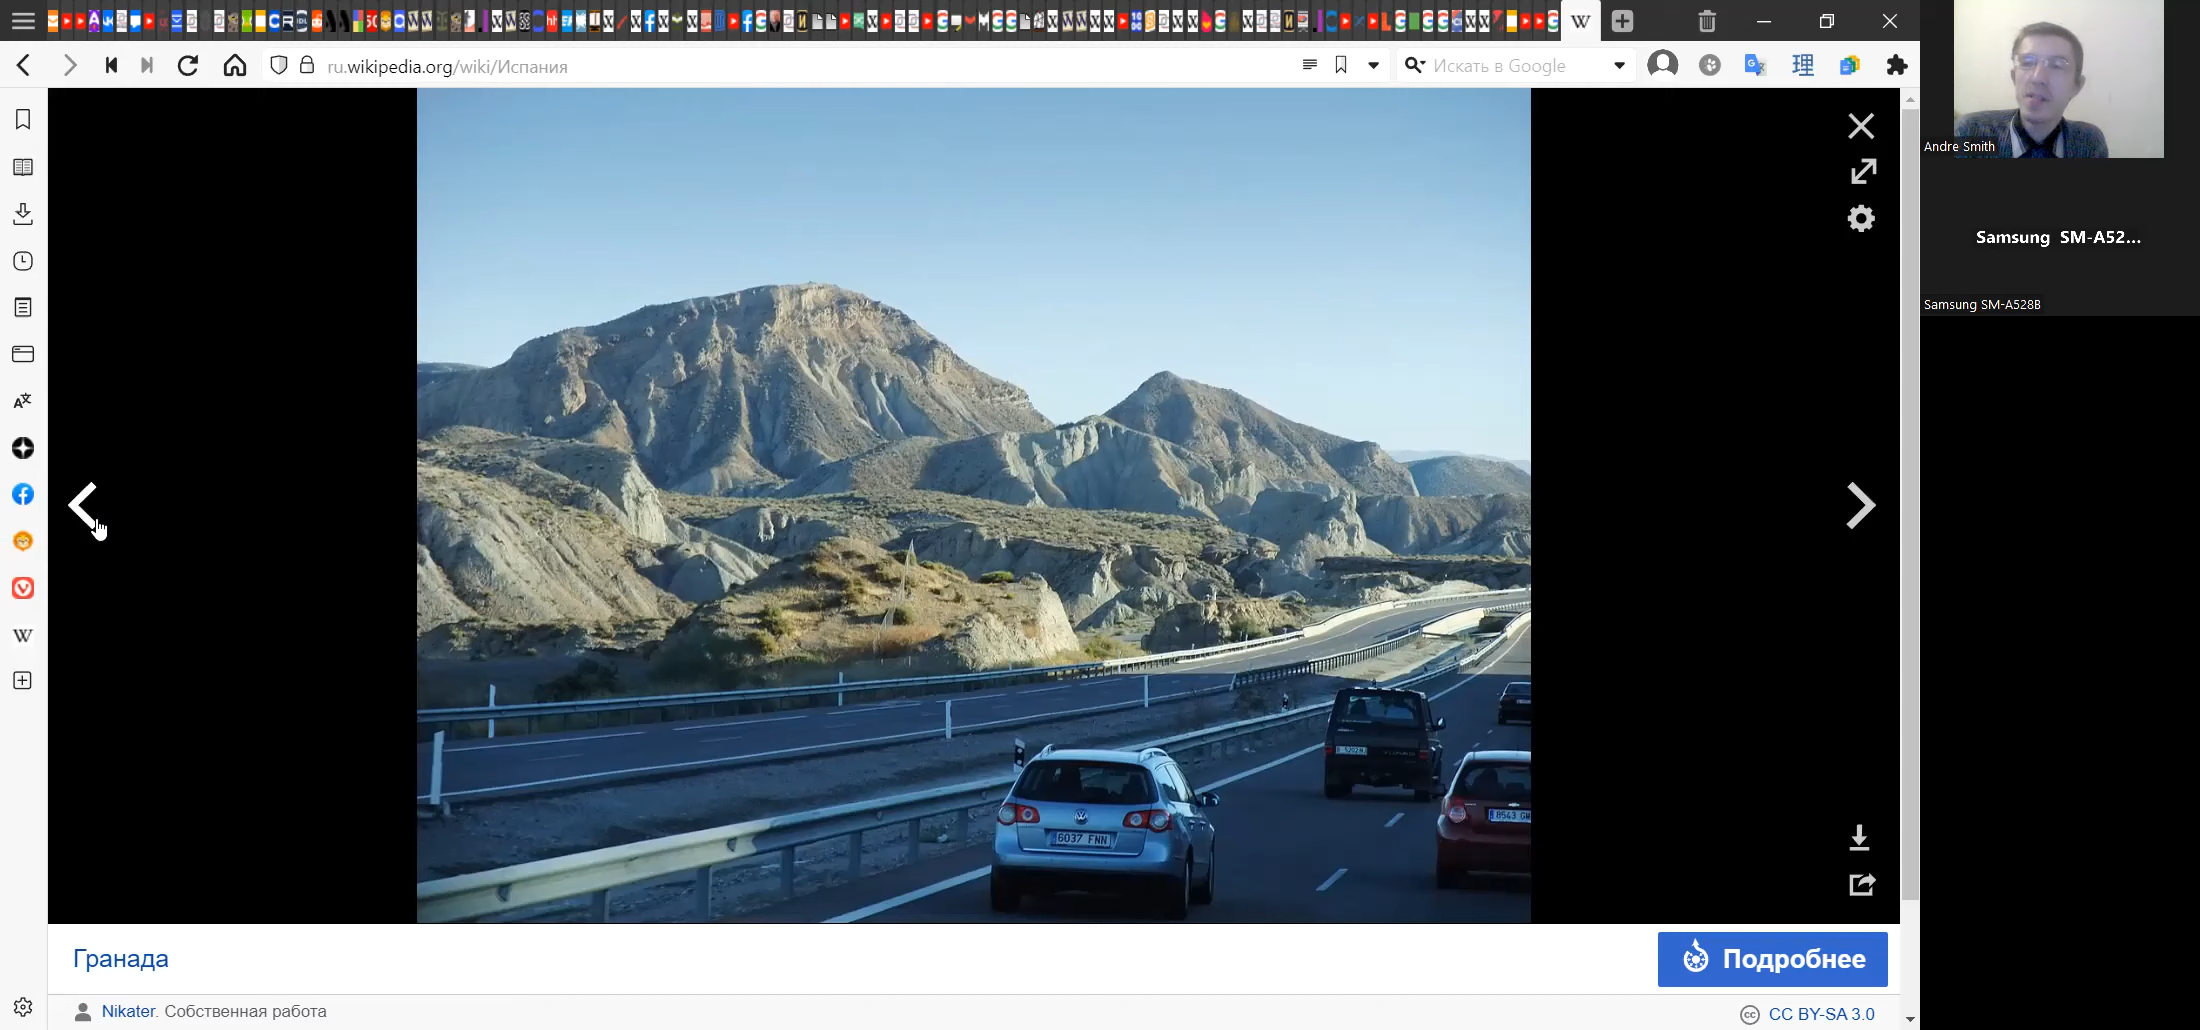 ru.wikipedia.org/wiki/Испания
Искать в Google
Andre Smith
Samsung SM-A52...
Samsung SM-A528B
6037 FNN
8543 G
Гранада
Подробнее
Nikater. Собственная работа
CC BY-SA 3.0